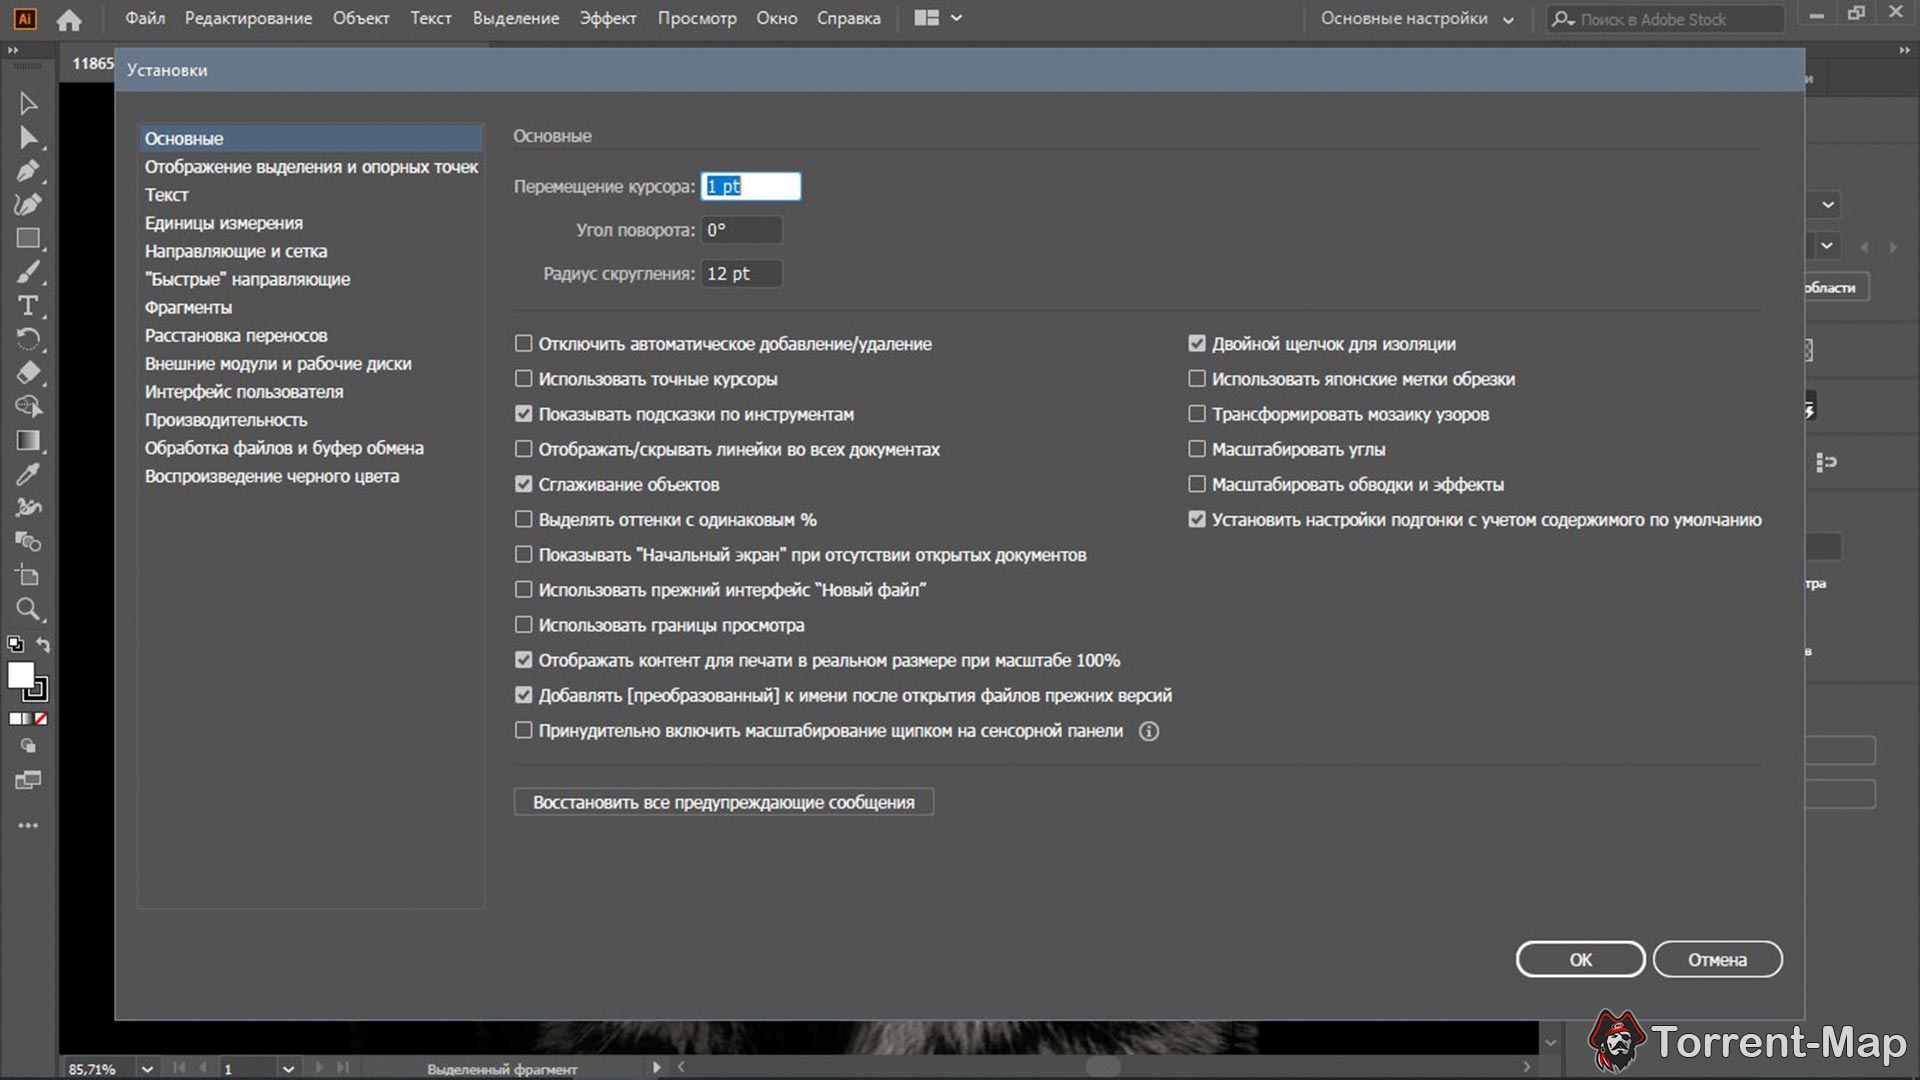 Ai Файл Редактирование Объект Текст Выделение Эффект Просмотр Окно Справка Основные настройки Поиск в Adobe Stock
11865
Установки
Основные
Отображение выделения и опорных точек
Текст
Единицы измерения
Направляющие и сетка
"Быстрые" направляющие
Фрагменты
Расстановка переносов
Внешние модули и рабочие диски
Интерфейс пользователя
Производительность
Обработка файлов и буфер обмена
Воспроизведение черного цвета
Основные
Перемещение курсора: 1 pt
Угол поворота: 0°
Радиус скругления: 12 pt
Отключить автоматическое добавление/удаление
Использовать точные курсоры
Показывать подсказки по инструментам
Отображать/скрывать линейки во всех документах
Сглаживание объектов
Выделять оттенки с одинаковым %
Показывать "Начальный экран" при отсутствии открытых документов
Использовать прежний интерфейс “Новый файл”
Использовать границы просмотра
Отображать контент для печати в реальном размере при масштабе 100%
Добавлять [преобразованный] к имени после открытия файлов прежних версий
Принудительно включить масштабирование щипком на сенсорной панели
Двойной щелчок для изоляции
Использовать японские метки обрезки
Трансформировать мозаику узоров
Масштабировать углы
Масштабировать обводки и эффекты
Установить настройки подгонки с учетом содержимого по умолчанию
Восстановить все предупреждающие сообщения
OK Отмена
области
тра
в
85,71% 1 Выделенный фрагмент
Torrent-Map